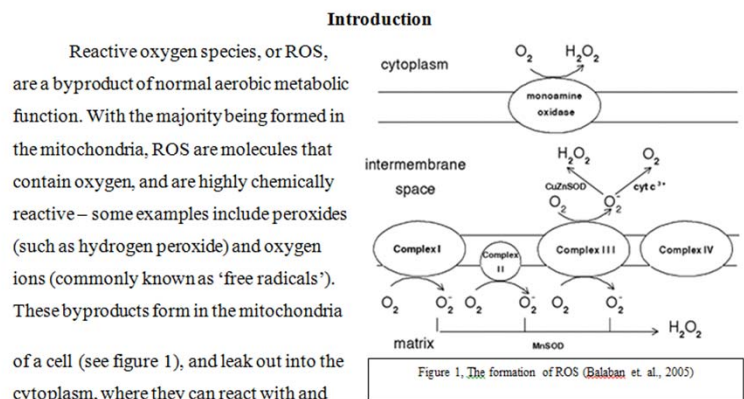 Introduction
Reactive oxygen species, or ROS,
are a byproduct of normal aerobic metabolic
function. With the majority being formed in
the mitochondria, ROS are molecules that
contain oxygen, and are highly chemically
reactive – some examples include peroxides
(such as hydrogen peroxide) and oxygen
ions (commonly known as ‘free radicals’).
These byproducts form in the mitochondria
of a cell (see figure 1), and leak out into the
cytoplasm, where they can react with and
O₂ H₂O₂
cytoplasm
monoamine
oxidase
H₂O₂ O₂
intermembrane
space
CuZnSOD cyt c³⁺
O₂ O₂⁻
Complex I
Complex
II
Complex III
Complex IV
O₂ O₂⁻ O₂ O₂⁻ O₂ O₂⁻
H₂O₂
matrix
MnSOD
Figure 1, The formation of ROS (Balaban et. al., 2005)